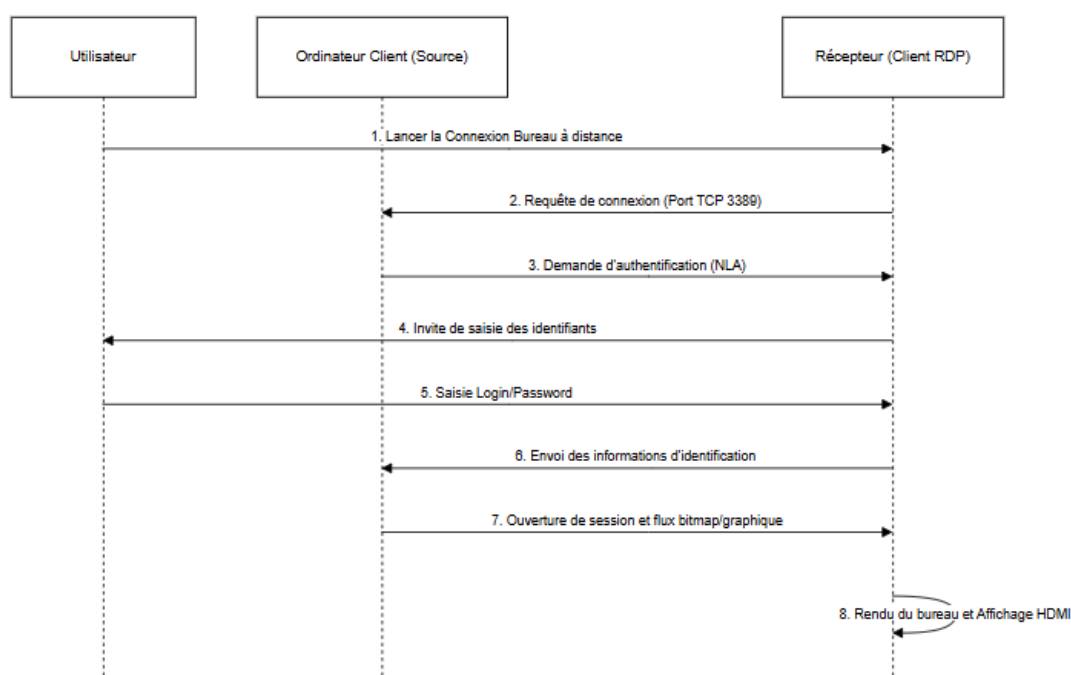 Utilisateur
Ordinateur Client (Source)
Récepteur (Client RDP)
1. Lancer la Connexion Bureau à distance
2. Requête de connexion (Port TCP 3389)
3. Demande d'authentification (NLA)
4. Invite de saisie des identifiants
5. Saisie Login/Password
6. Envoi des informations d'identification
7. Ouverture de session et flux bitmap/graphique
8. Rendu du bureau et Affichage HDMI